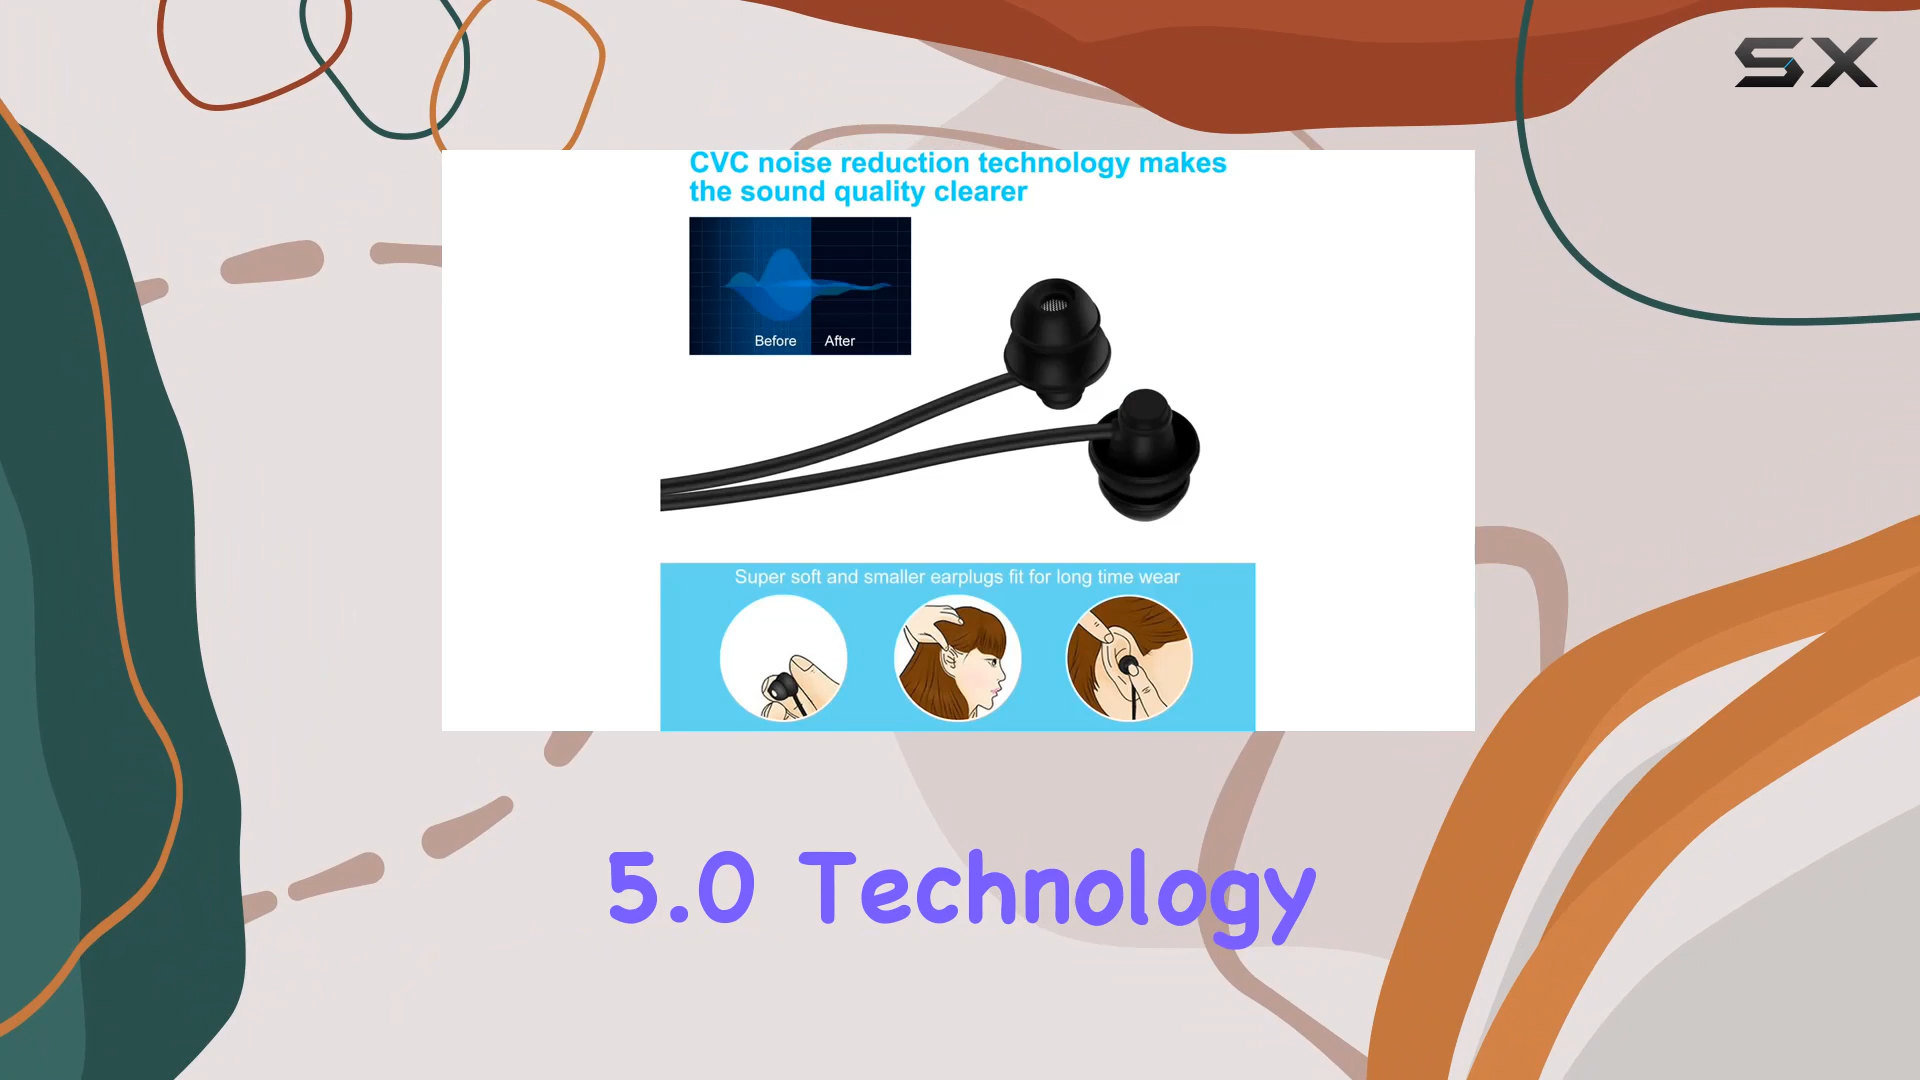 SX
CVC noise reduction technology makes
the sound quality clearer
Before After
Super soft and smaller earplugs fit for long time wear
5.0 Technology